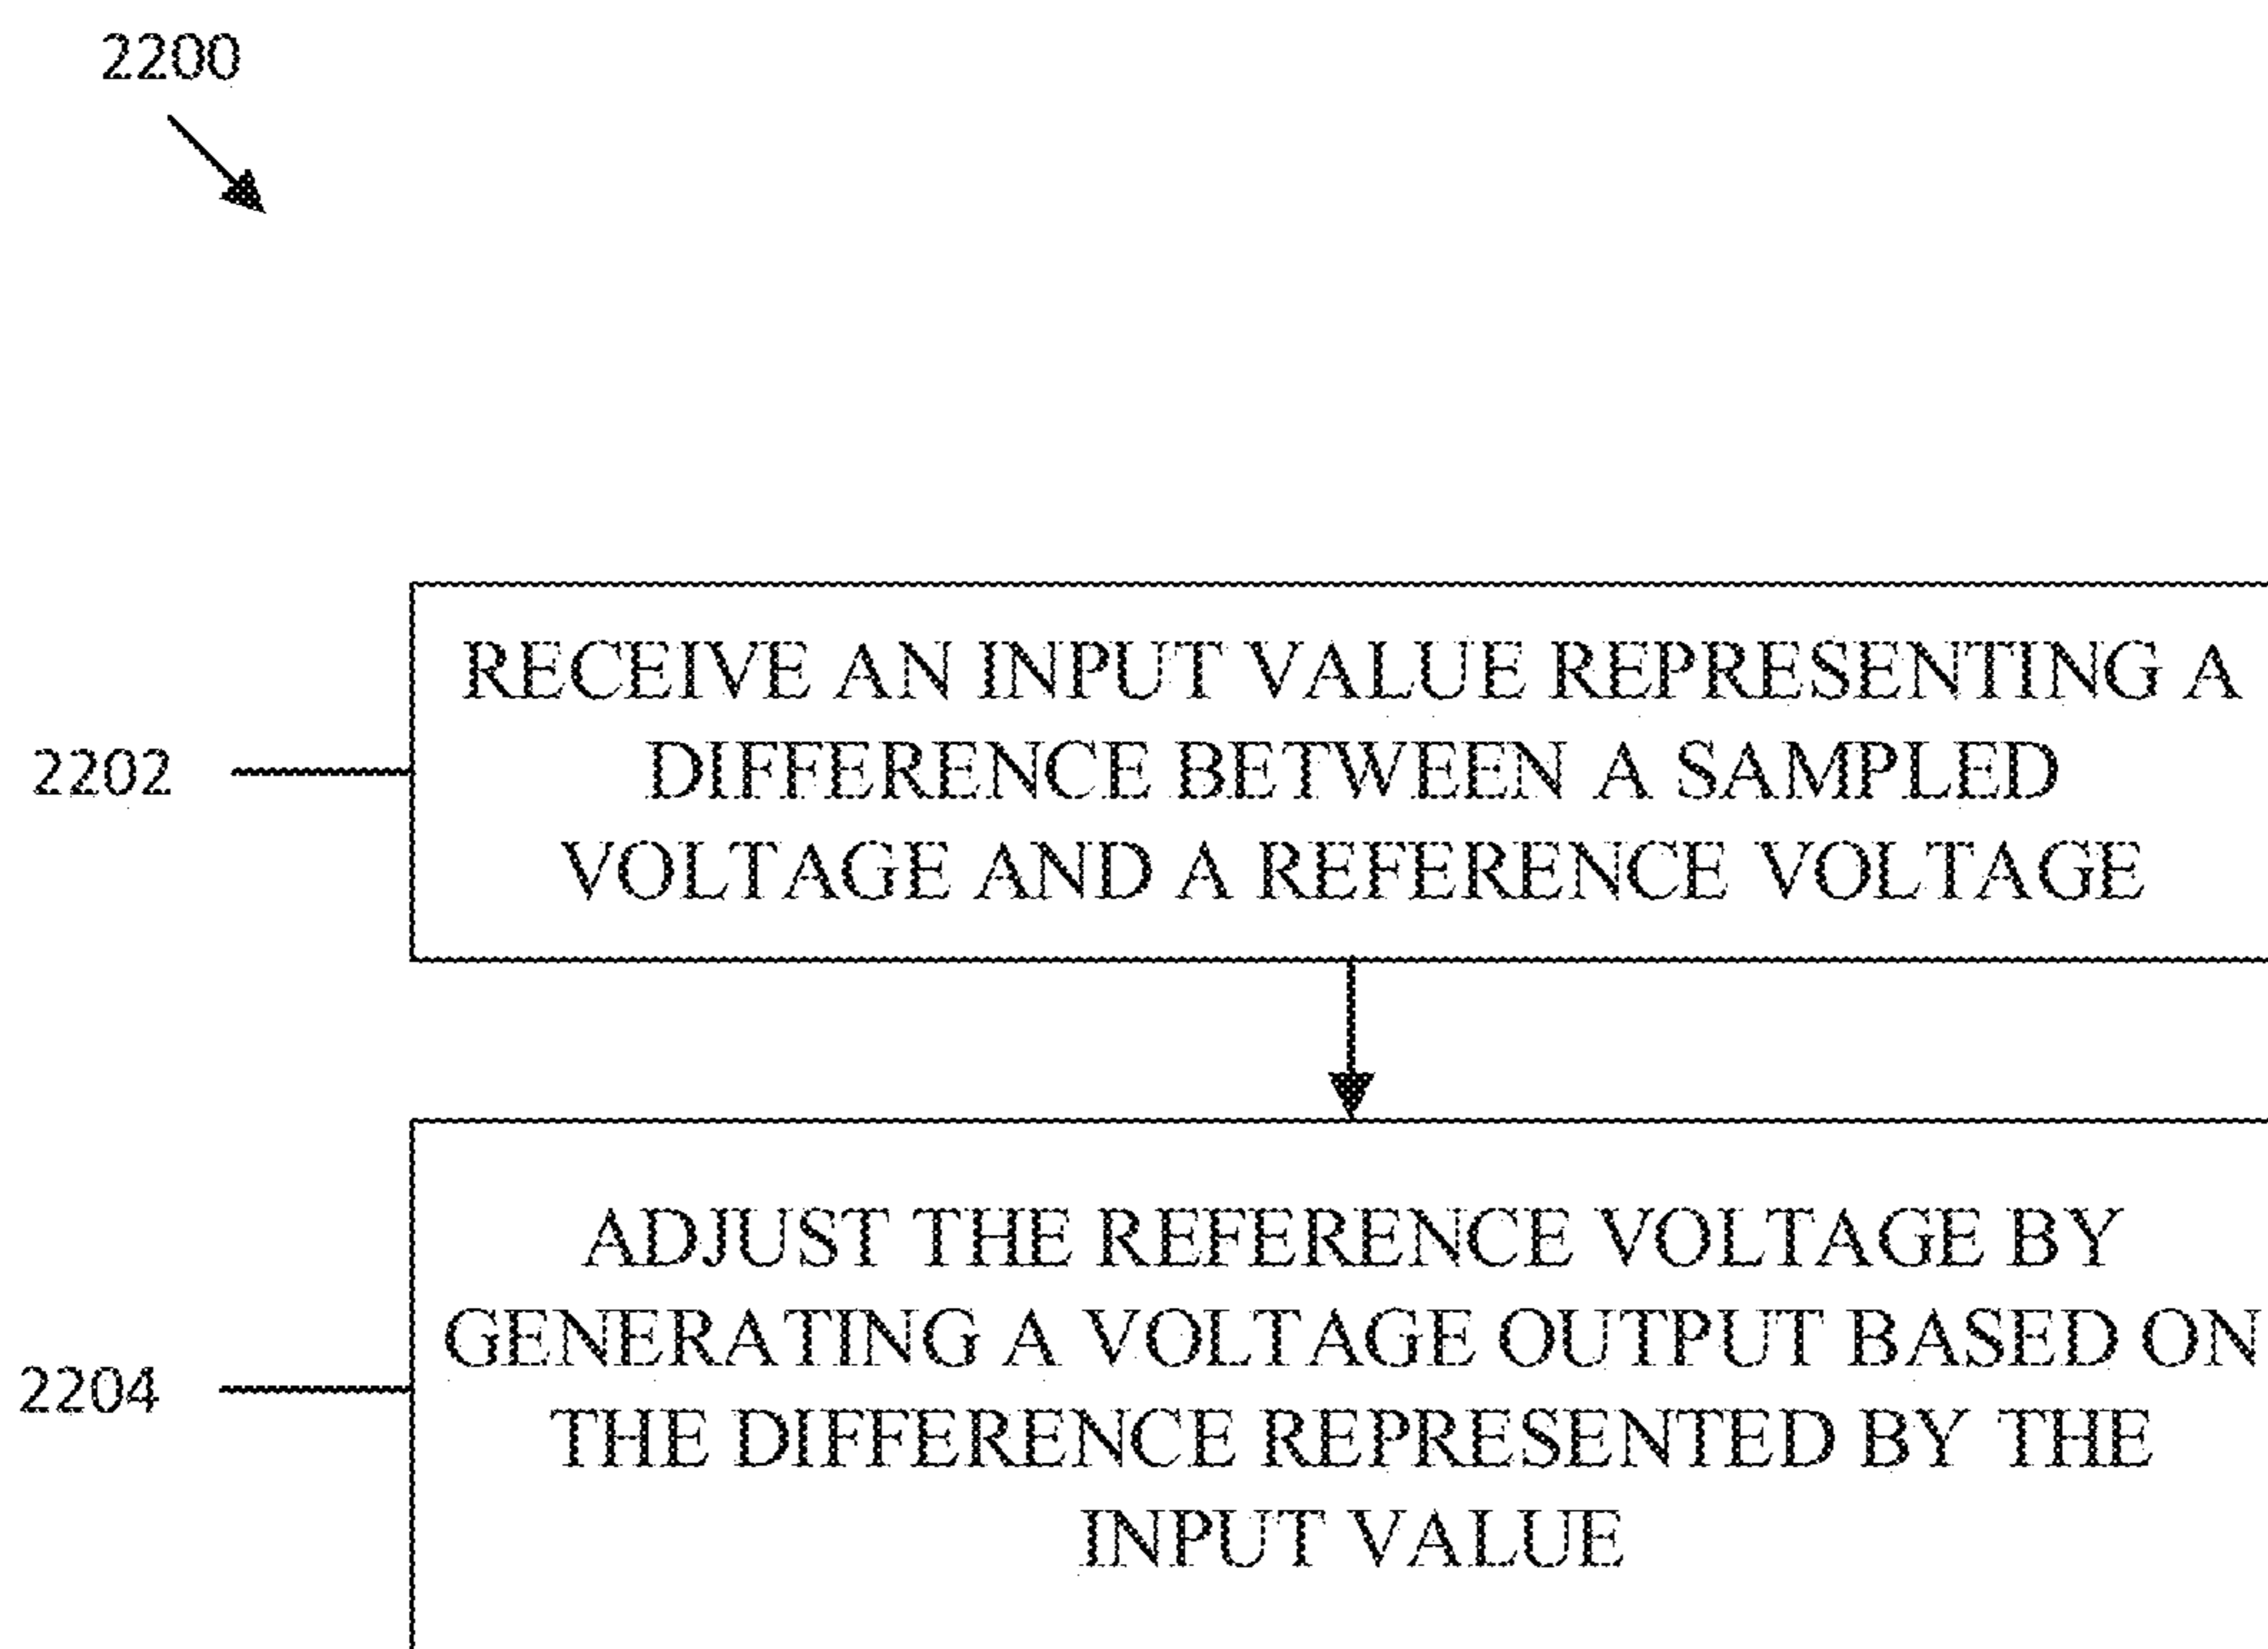 2200
RECEIVE AN INPUT VALUE REPRESENTING A
DIFFERENCE BETWEEN A SAMPLED
VOLTAGE AND A REFERENCE VOLTAGE
2202
ADJUST THE REFERENCE VOLTAGE BY
GENERATING A VOLTAGE OUTPUT BASED ON
THE DIFFERENCE REPRESENTED BY THE
INPUT VALUE
2204